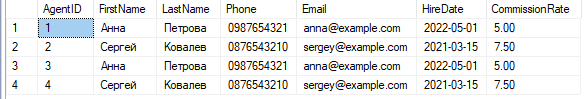 AgentID FirstName LastName Phone Email HireDate CommissionRate
1 1 Анна Петрова 0987654321 anna@example.com 2022-05-01 5.00
2 2 Сергей Ковалев 0876543210 sergey@example.com 2021-03-15 7.50
3 3 Анна Петрова 0987654321 anna@example.com 2022-05-01 5.00
4 4 Сергей Ковалев 0876543210 sergey@example.com 2021-03-15 7.50